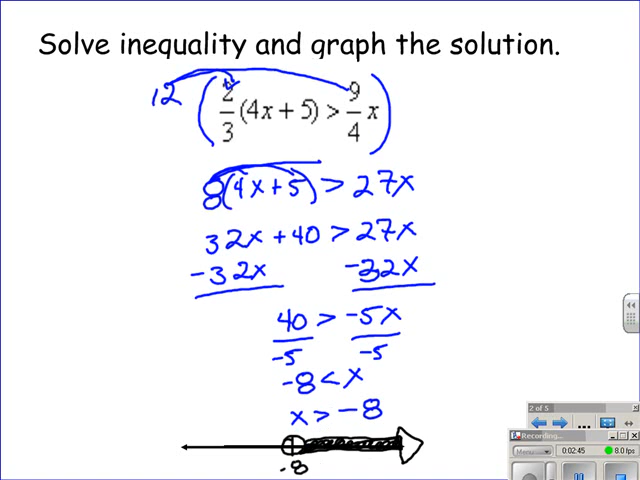 Solve inequality and graph the solution.
12 ( 2/3 (4x + 5) > 9/4 x )
8(4x+5) > 27x
32x + 40 > 27x
-32x -32x
40 > -5x
-5 -5
-8 < x
x > -8
-8
2 of 5
...
Recording...
Menu
0:02:45
8.0 fps